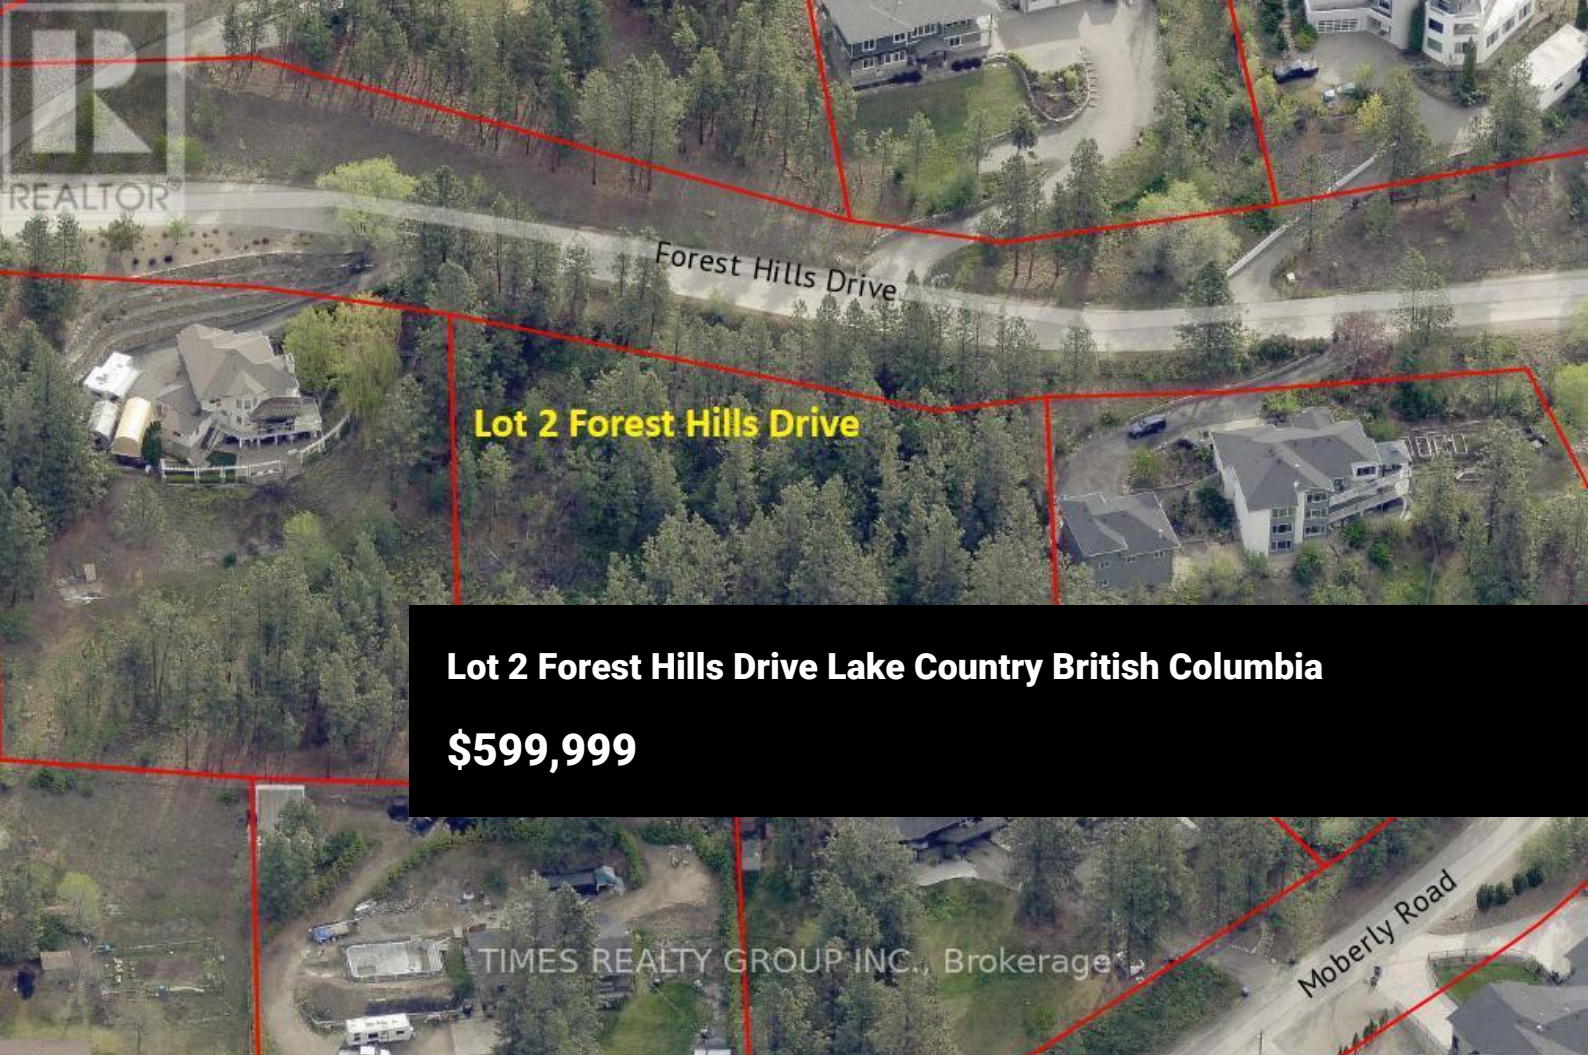 REALTOR®
Forest Hills Drive
Lot 2 Forest Hills Drive
Lot 2 Forest Hills Drive Lake Country British Columbia
$599,999
Moberly Road
TIMES REALTY GROUP INC., Brokerage